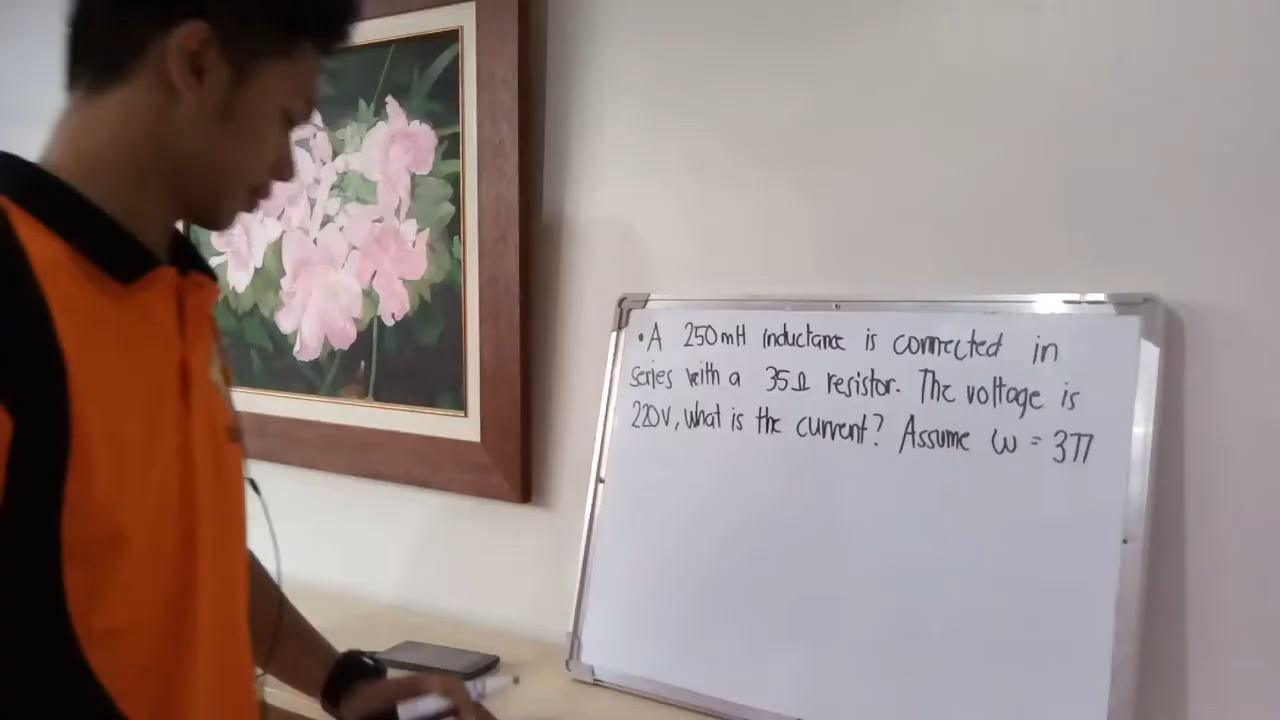 • A 250mH inductance is connected in
series with a 35Ω resistor. The voltage is
220V, what is the current? Assume ω = 377